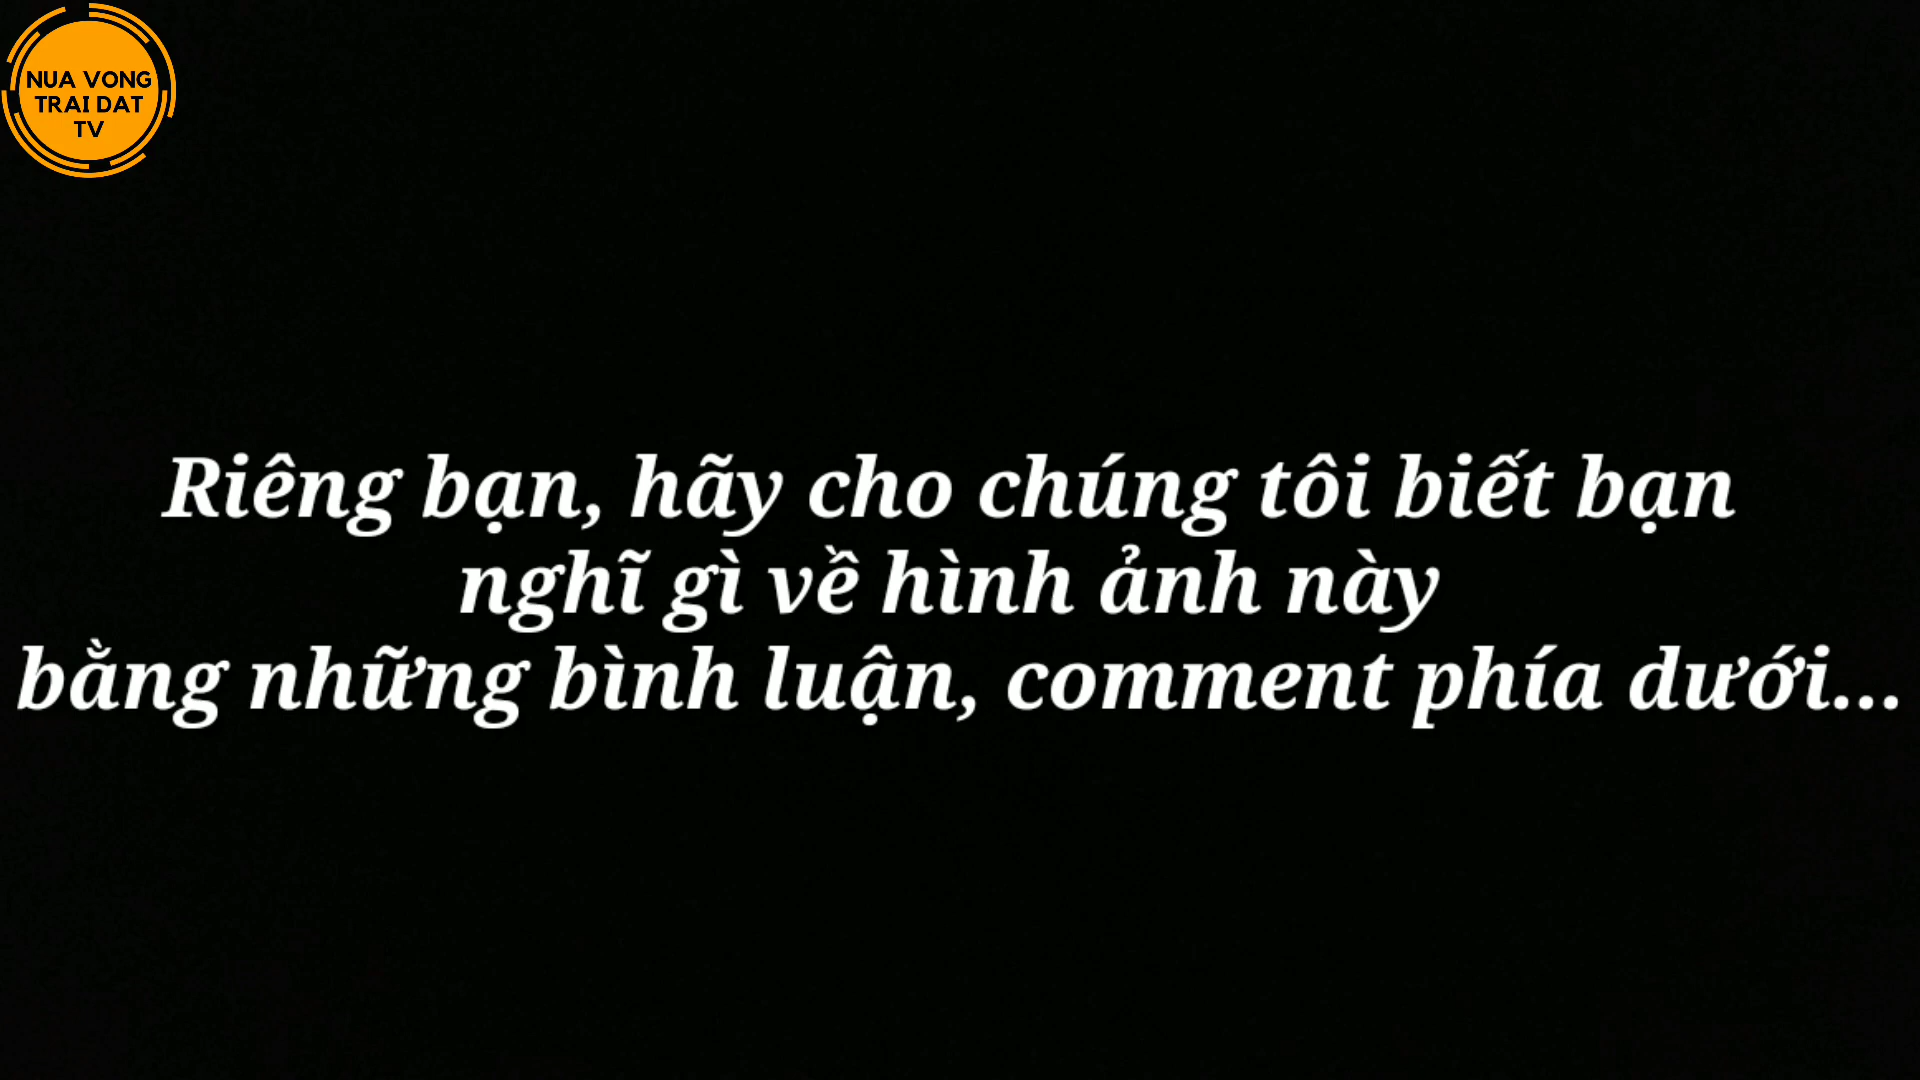 NUA VONG
TRAI DAT
TV
Riêng bạn, hãy cho chúng tôi biết bạn
nghĩ gì về hình ảnh này
bằng những bình luận, comment phía dưới...